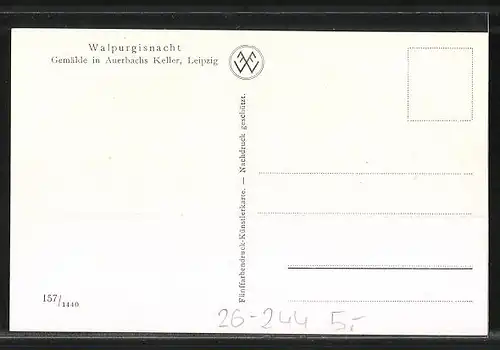 Walpurgisnacht
Gemälde in Auerbachs Keller, Leipzig
Fünffarbendruck-Künstlerkarte. — Nachdruck geschützt.
157/1440
26-244 5,-